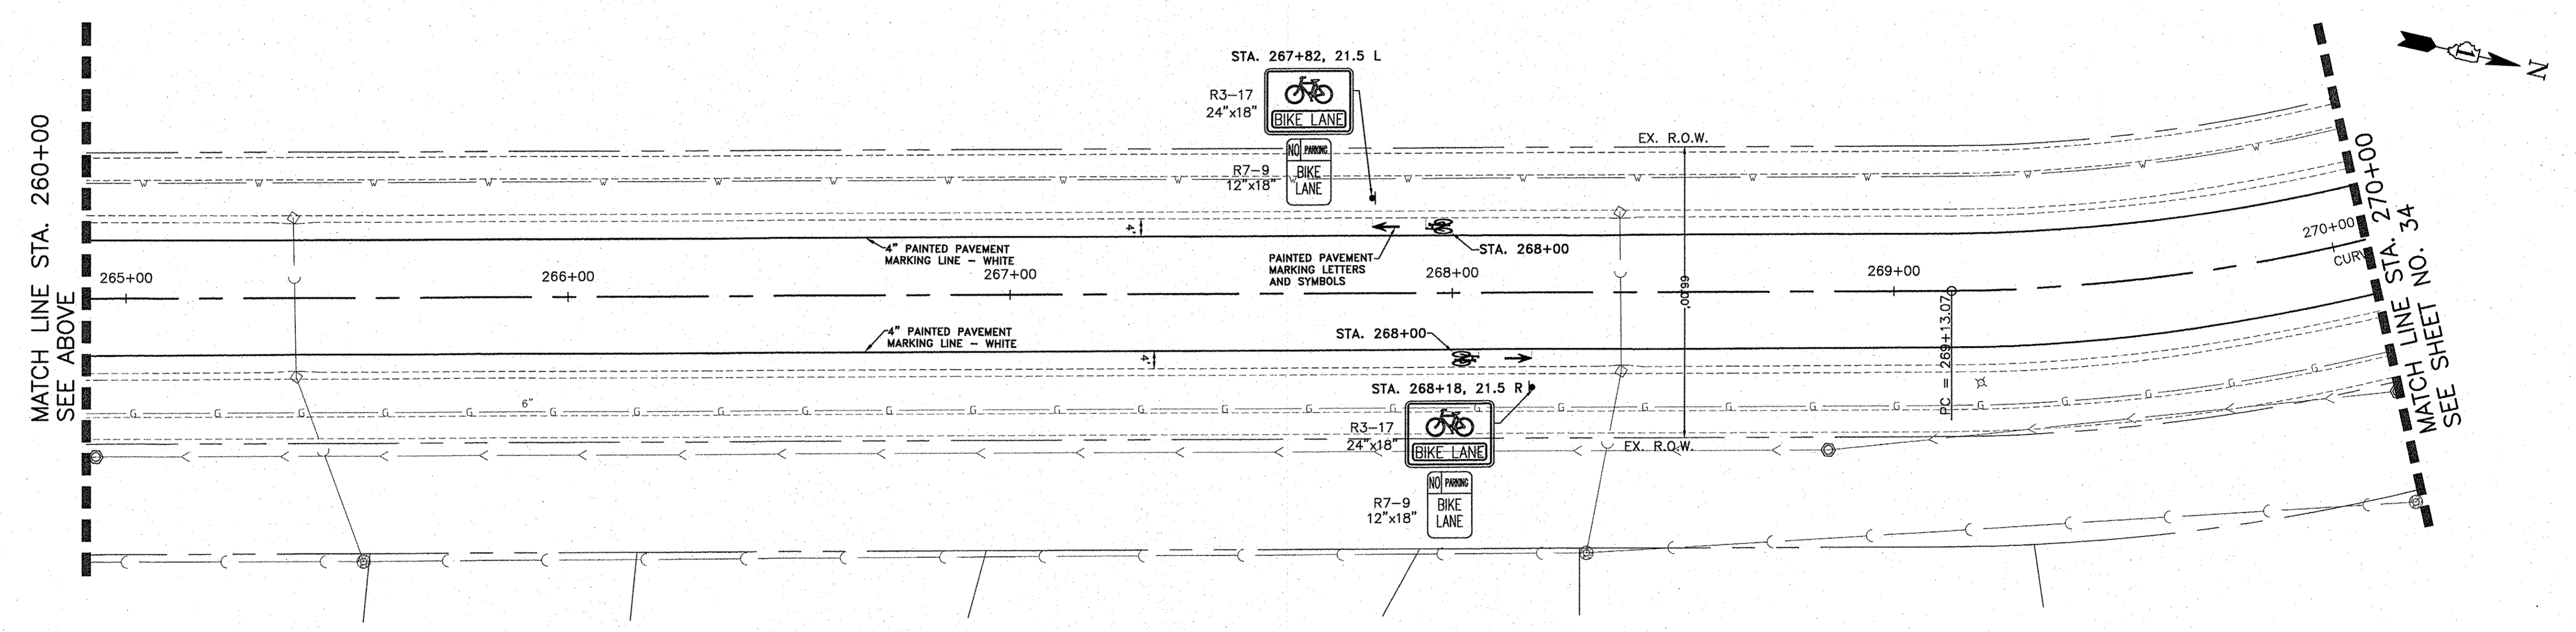 MATCH LINE STA. 260+00
SEE ABOVE
STA. 267+82, 21.5 L
R3-17
24"x18"
BIKE LANE
NO PARKING
R7-9
12"x18"
BIKE
LANE
EX. R.O.W.
N
1
W W W W W W W W W W W W W W W W W W W
4'
4" PAINTED PAVEMENT
MARKING LINE - WHITE
PAINTED PAVEMENT
MARKING LETTERS
AND SYMBOLS
STA. 268+00
265+00
266+00
267+00
268+00
269+00
270+00
CURV
66.00'
PC = 269+13.07
4" PAINTED PAVEMENT
MARKING LINE - WHITE
STA. 268+00
4'
STA. 268+18, 21.5 R
6"
G G G G G G G G G G G G G G G G G G G G G G G G G G G
R3-17
24"x18"
BIKE LANE
EX. R.O.W.
NO PARKING
R7-9
12"x18"
BIKE
LANE
MATCH LINE STA. 270+00
SEE SHEET NO. 34